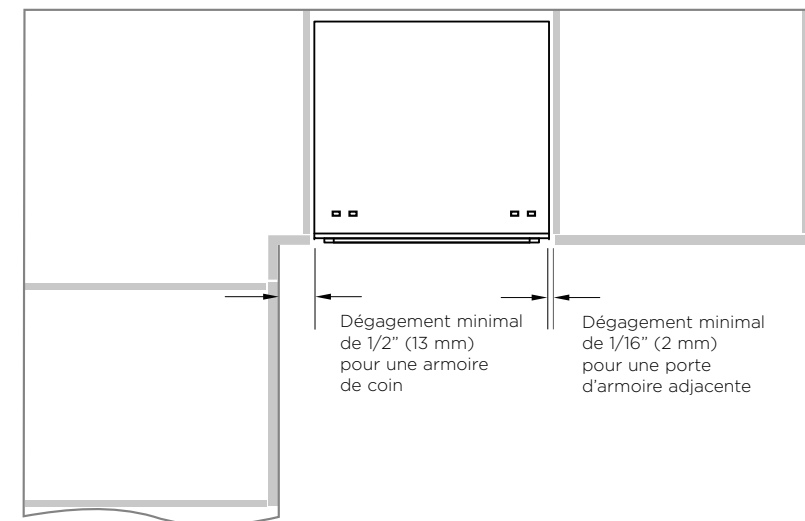 Dégagement minimal
de 1/2” (13 mm)
pour une armoire
de coin
Dégagement minimal
de 1/16” (2 mm)
pour une porte
d’armoire adjacente